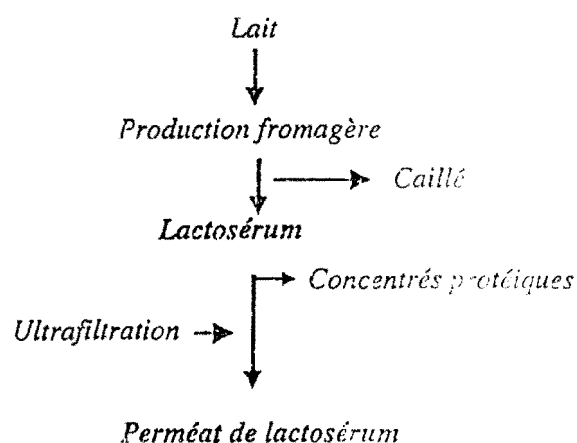 Lait
Production fromagère
Caillé
Lactosérum
Concentrés protéiques
Ultrafiltration
Perméat de lactosérum